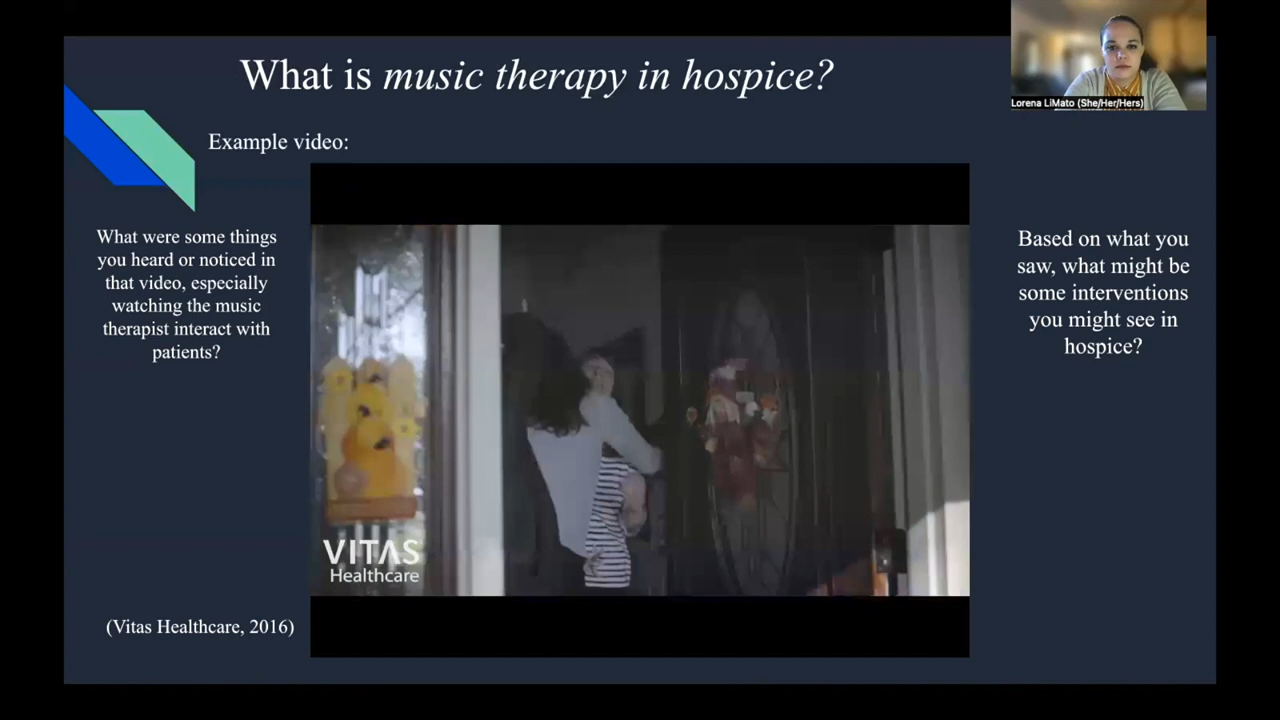 What is music therapy in hospice?
Lorena LiMato (She/Her/Hers)
Example video:
What were some things
you heard or noticed in
that video, especially
watching the music
therapist interact with
patients?
Based on what you
saw, what might be
some interventions
you might see in
hospice?
VITAS
Healthcare
(Vitas Healthcare, 2016)